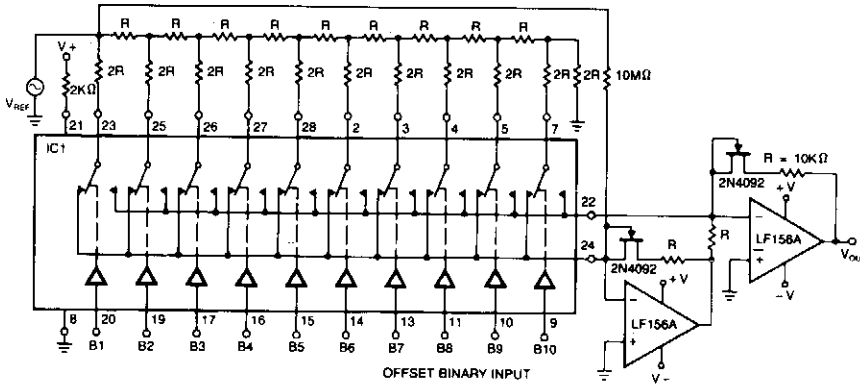 R R R R R R R R R
V+
2R 2R 2R 2R 2R 2R 2R 2R 2R 2R 2R 10MΩ
2KΩ
VREF
21 23 25 26 27 28 2 3 4 5 7
IC1
22
2N4092
R = 10KΩ
+V
24
R
R
−
+
LF156A
VOU
2N4092
+V
−V
−
+
LF156A
V−
8 20 19 17 16 15 14 13 11 10 9
B1 B2 B3 B4 B5 B6 B7 B8 B9 B10
OFFSET BINARY INPUT